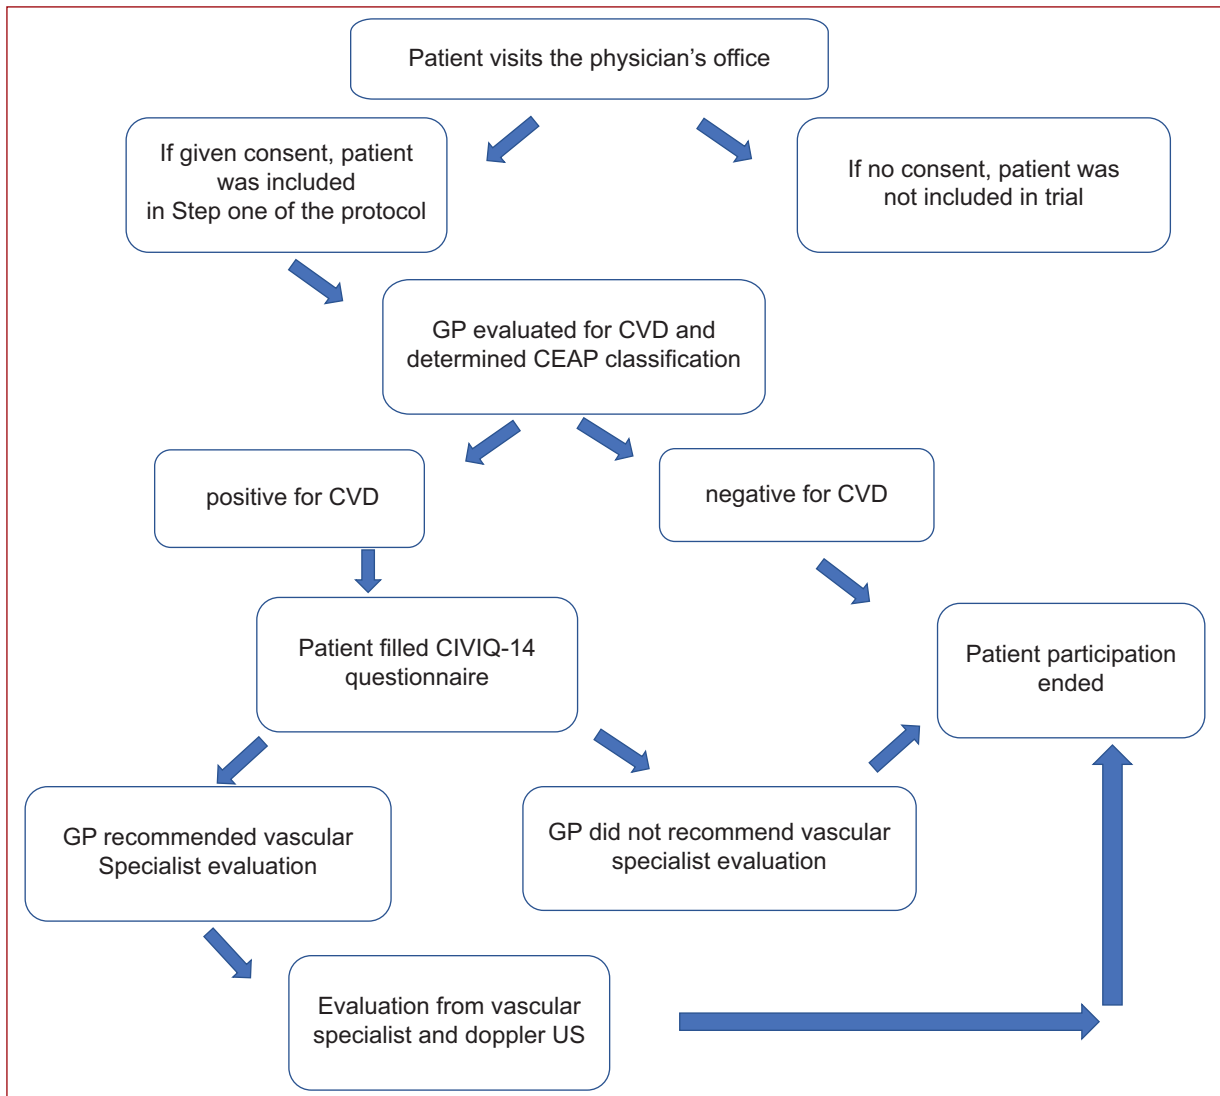 Patient visits the physician’s office
If given consent, patient
was included
in Step one of the protocol
If no consent, patient was
not included in trial
GP evaluated for CVD and
determined CEAP classification
positive for CVD
negative for CVD
Patient filled CIVIQ-14
questionnaire
Patient participation
ended
GP recommended vascular
Specialist evaluation
GP did not recommend vascular
specialist evaluation
Evaluation from vascular
specialist and doppler US